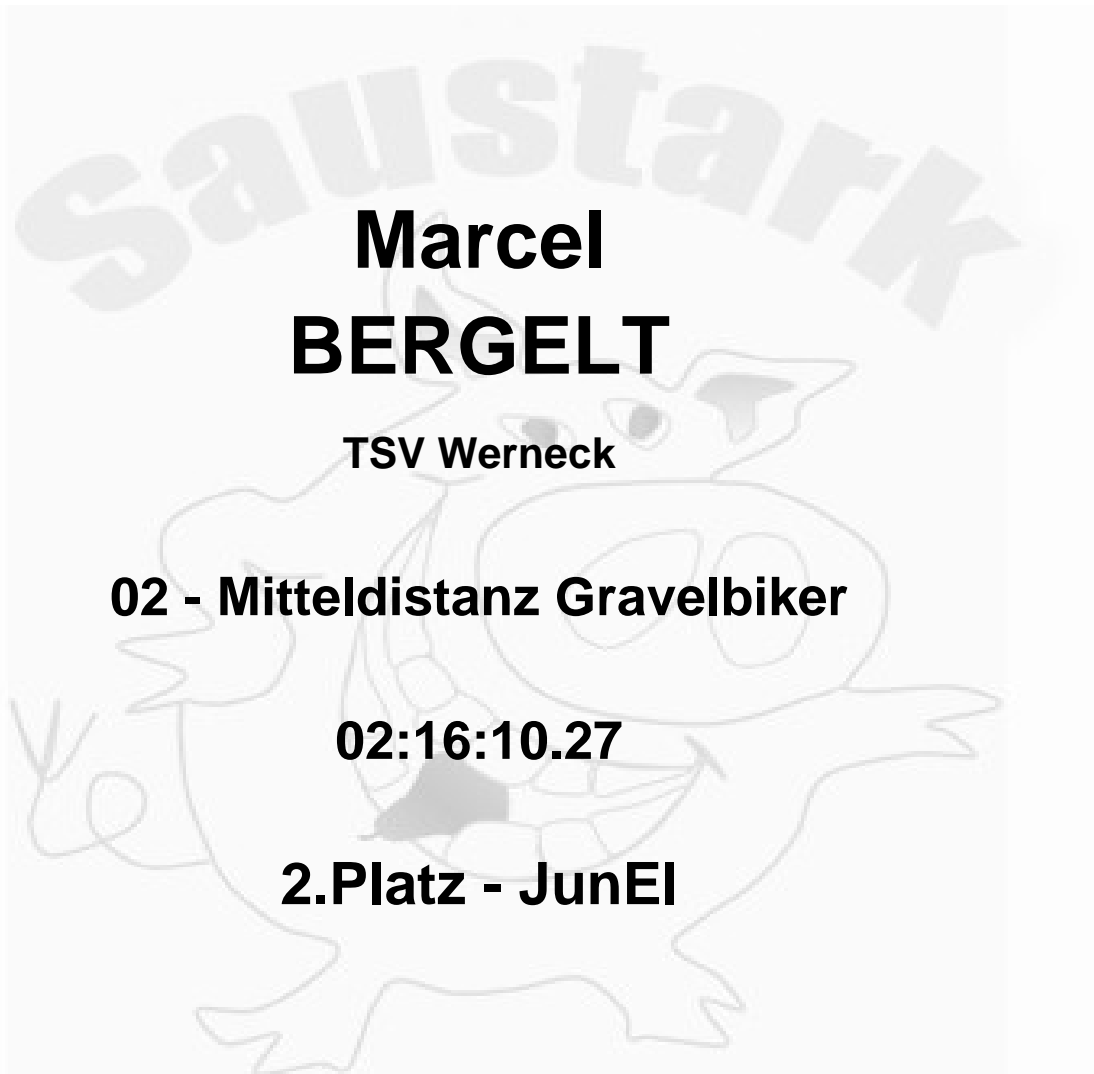 Saustark
Marcel
BERGELT
TSV Werneck
02 - Mitteldistanz Gravelbiker
02:16:10.27
2.Platz - JunEl